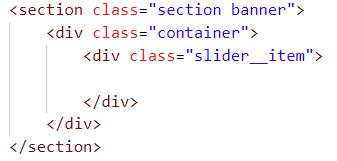 <section class="section banner">
<div class="container">
<div class="slider__item">
</div>
</div>
</section>